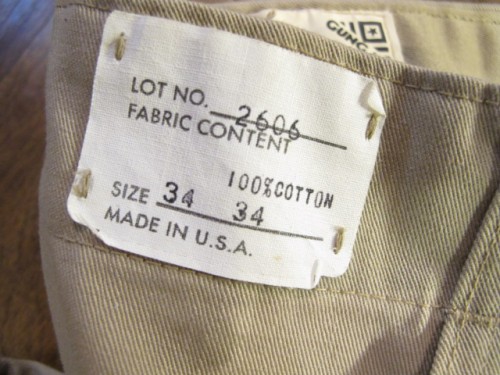 LOT NO. 2606
FABRIC CONTENT
100% COTTON
SIZE 34 34
MADE IN U.S.A.